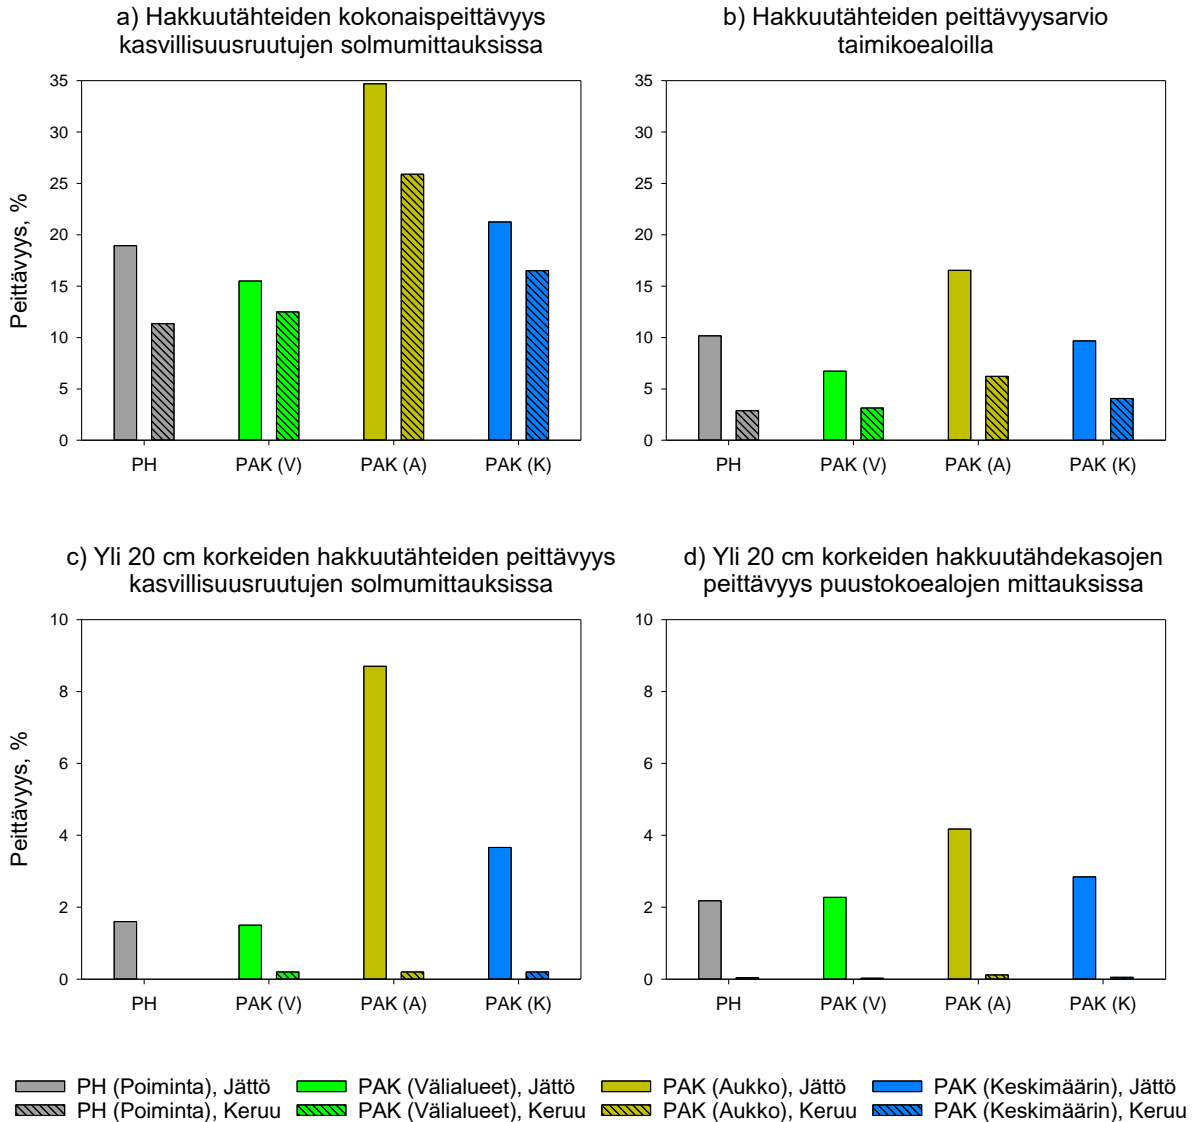 a) Hakkuutähteiden kokonaispeittävyys
kasvillisuusruutujen solmumittauksissa
b) Hakkuutähteiden peittävyysarvio
taimikoealoilla
Peittävyys, %
35
30
25
20
15
10
5
0
PH PAK (V) PAK (A) PAK (K)
35
30
25
20
15
10
5
0
PH PAK (V) PAK (A) PAK (K)
c) Yli 20 cm korkeiden hakkuutähteiden peittävyys
kasvillisuusruutujen solmumittauksissa
d) Yli 20 cm korkeiden hakkuutähdekasojen
peittävyys puustokoealojen mittauksissa
Peittävyys, %
10
8
6
4
2
0
PH PAK (V) PAK (A) PAK (K)
10
8
6
4
2
0
PH PAK (V) PAK (A) PAK (K)
PH (Poiminta), Jättö PAK (Välialueet), Jättö PAK (Aukko), Jättö PAK (Keskimäärin), Jättö
PH (Poiminta), Keruu PAK (Välialueet), Keruu PAK (Aukko), Keruu PAK (Keskimäärin), Keruu